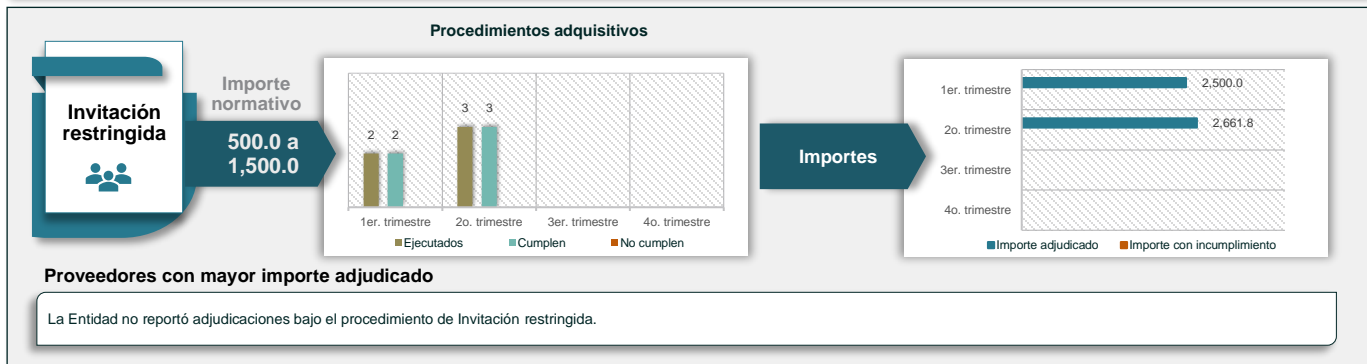 Procedimientos adquisitivos
Invitación
restringida
Importe
normativo
500.0 a
1,500.0
2
2
3
3
1er. trimestre
2o. trimestre
3er. trimestre
4o. trimestre
Ejecutados
Cumplen
No cumplen
Importes
1er. trimestre
2,500.0
2o. trimestre
2,661.8
3er. trimestre
4o. trimestre
Importe adjudicado
Importe con incumplimiento
Proveedores con mayor importe adjudicado
La Entidad no reportó adjudicaciones bajo el procedimiento de Invitación restringida.